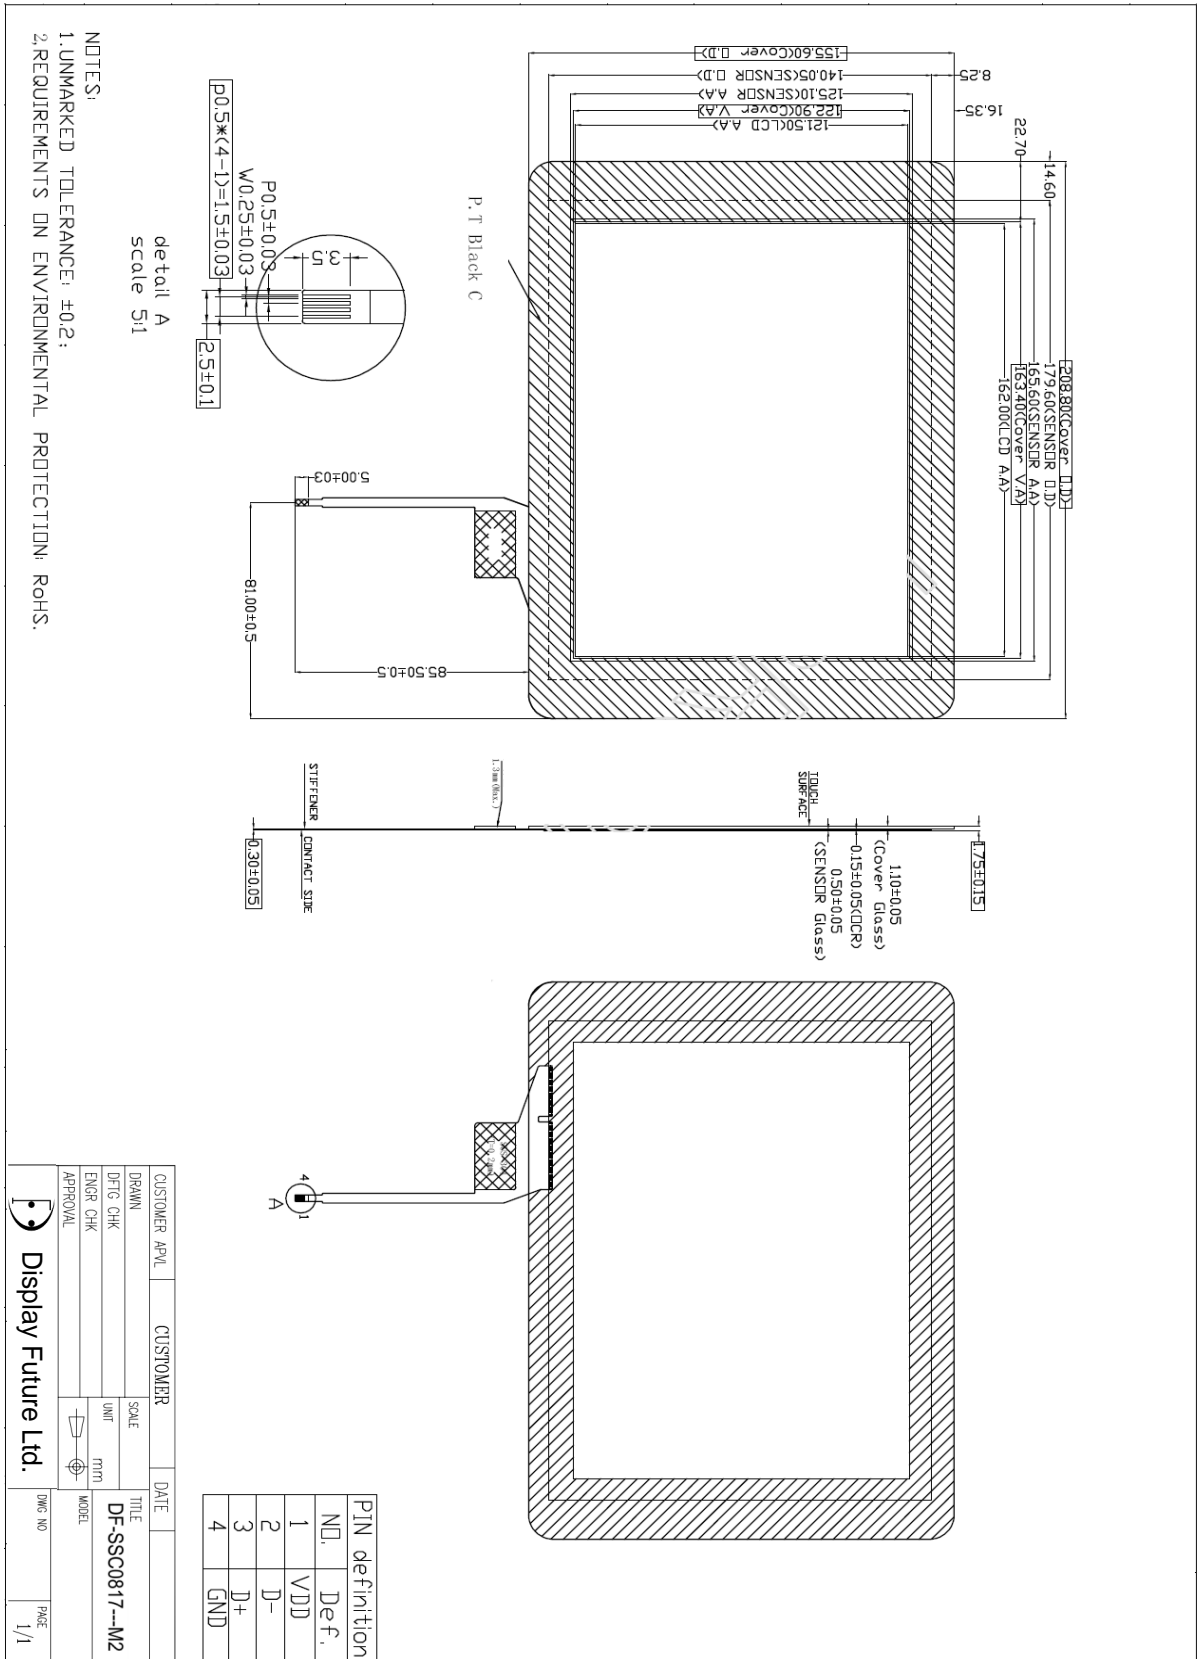 208.80(Cover O.D)
179.60(SENSOR O.D)
165.60(SENSOR A.A)
163.40(Cover V.A)
162.00(LCD A.A)
14.60
22.70
16.35
8.25
155.60(Cover O.D)
140.05(SENSOR O.D)
125.10(SENSOR A.A)
122.90(Cover V.A)
121.50(LCD A.A)
P.T Black C
5.00±03
81.00±0.5
85.50±0.5
3.5
P0.5±0.03
W0.25±0.03
p0.5*(4-1)=1.5±0.03
2.5±0.1
detail A
scale 5:1
NOTES:
1.UNMARKED TOLERANCE: ±0.2;
2,REQUIREMENTS ON ENVIRONMENTAL PROTECTION: RoHS.
1.75±0.15
1.10±0.05
(Cover Glass)
0.15±0.05(OCR)
0.50±0.05
(SENSOR Glass)
TOUCH
SURFACE
1.3mm(Max.)
STIFFENER
CONTACT SIDE
0.30±0.05
4
1
A
PIN definition
NO. Def.
1 VDD
2 D-
3 D+
4 GND
CUSTOMER APVL CUSTOMER DATE
DRAWN
DFTG CHK
ENGR CHK
APPROVAL
SCALE
UNIT mm
TITLE
DF-SSC0817---M2
MODEL
Display Future Ltd.
DWG NO
PAGE
1/1